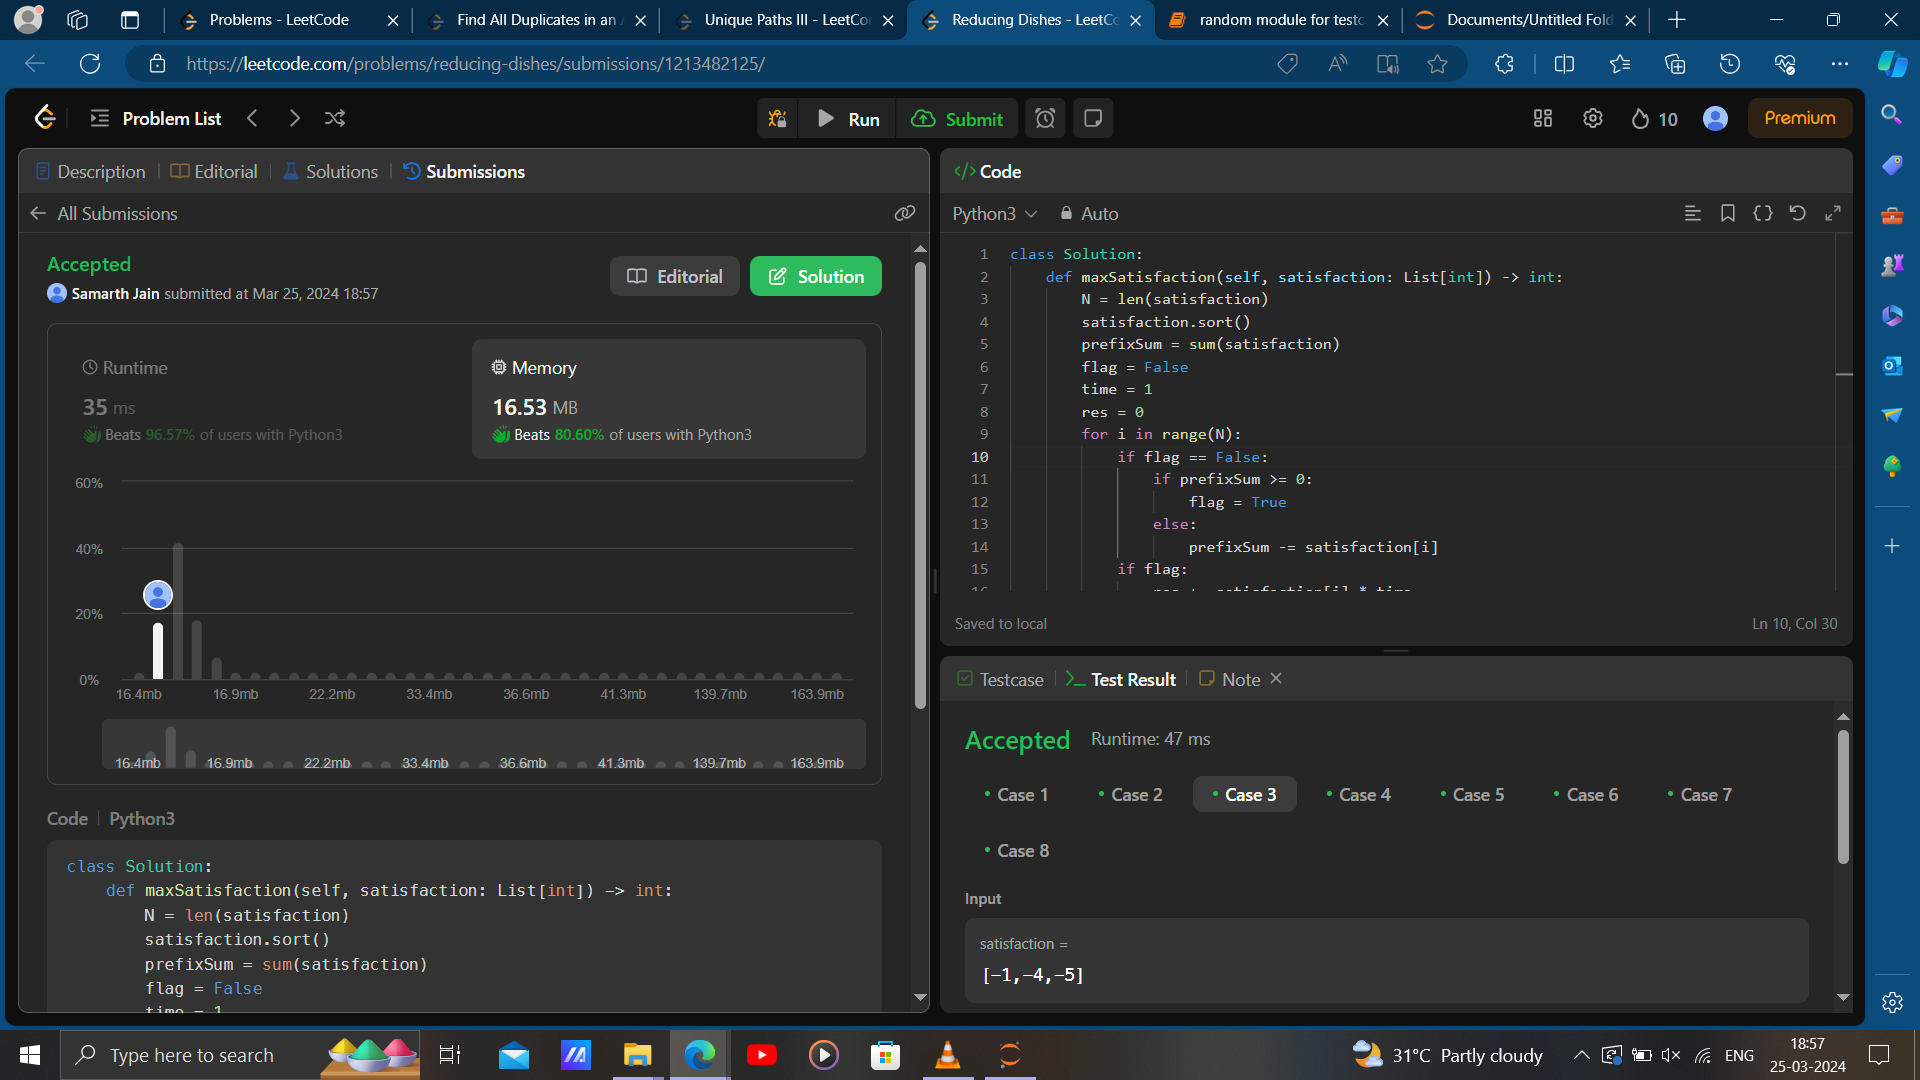 Problems - LeetCode
Find All Duplicates in an
Unique Paths III - LeetCo
Reducing Dishes - LeetC
random module for testc
Documents/Untitled Fold
https://leetcode.com/problems/reducing-dishes/submissions/1213482125/
Problem List
Run
Submit
10
Premium
Description
Editorial
Solutions
Submissions
All Submissions
Accepted
Samarth Jain submitted at Mar 25, 2024 18:57
Editorial
Solution
Runtime
35 ms
Beats 96.57% of users with Python3
Memory
16.53 MB
Beats 80.60% of users with Python3
60%
40%
20%
0%
16.4mb 16.9mb 22.2mb 33.4mb 36.6mb 41.3mb 139.7mb 163.9mb
16.4mb 16.9mb 22.2mb 33.4mb 36.6mb 41.3mb 139.7mb 163.9mb
Code | Python3
class Solution:
def maxSatisfaction(self, satisfaction: List[int]) -> int:
N = len(satisfaction)
satisfaction.sort()
prefixSum = sum(satisfaction)
flag = False
time = 1
</> Code
Python3
Auto
1 class Solution:
2 def maxSatisfaction(self, satisfaction: List[int]) -> int:
3 N = len(satisfaction)
4 satisfaction.sort()
5 prefixSum = sum(satisfaction)
6 flag = False
7 time = 1
8 res = 0
9 for i in range(N):
10 if flag == False:
11 if prefixSum >= 0:
12 flag = True
13 else:
14 prefixSum -= satisfaction[i]
15 if flag:
16 res += satisfaction[i] * time
Saved to local
Ln 10, Col 30
Testcase
Test Result
Note
Accepted Runtime: 47 ms
Case 1
Case 2
Case 3
Case 4
Case 5
Case 6
Case 7
Case 8
Input
satisfaction =
[-1,-4,-5]
Type here to search
31°C Partly cloudy
ENG
18:57
25-03-2024